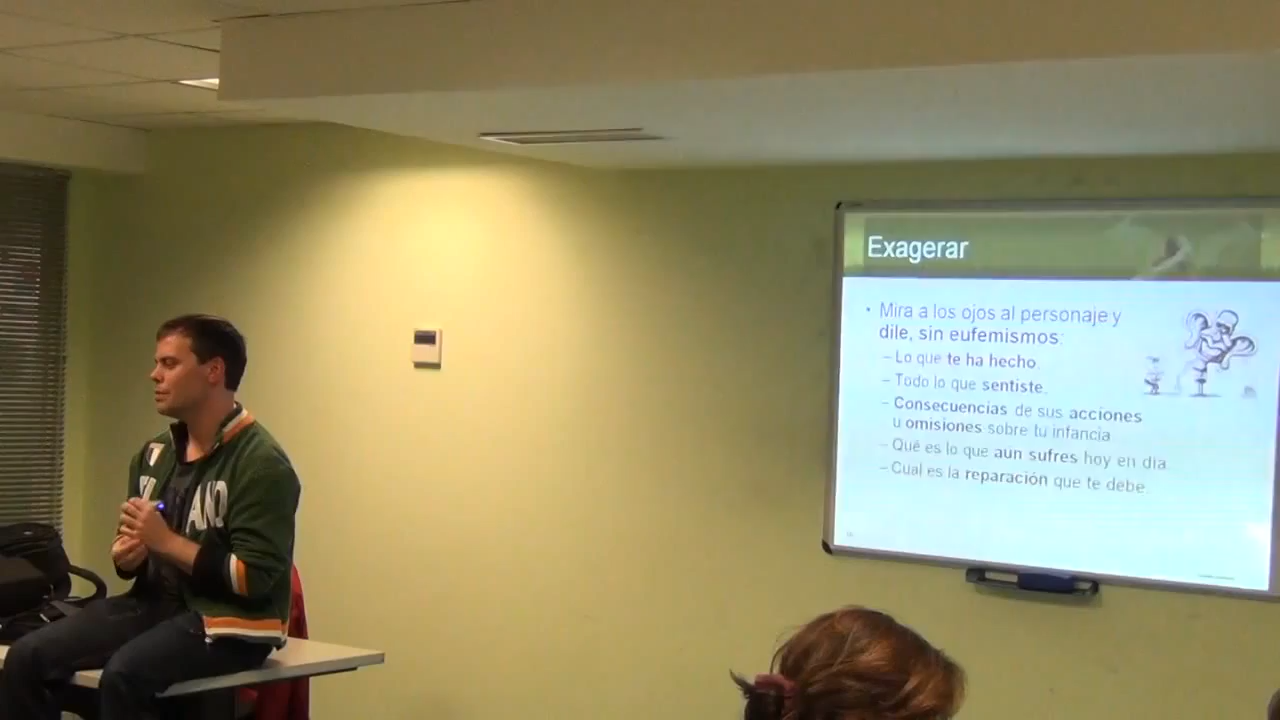 Exagerar
• Mira a los ojos al personaje y
dile, sin eufemismos:
– Lo que te ha hecho.
– Todo lo que sentiste.
– Consecuencias de sus acciones
u omisiones sobre tu infancia
– Qué es lo que aún sufres hoy en día.
– Cual es la reparación que te debe.
AND